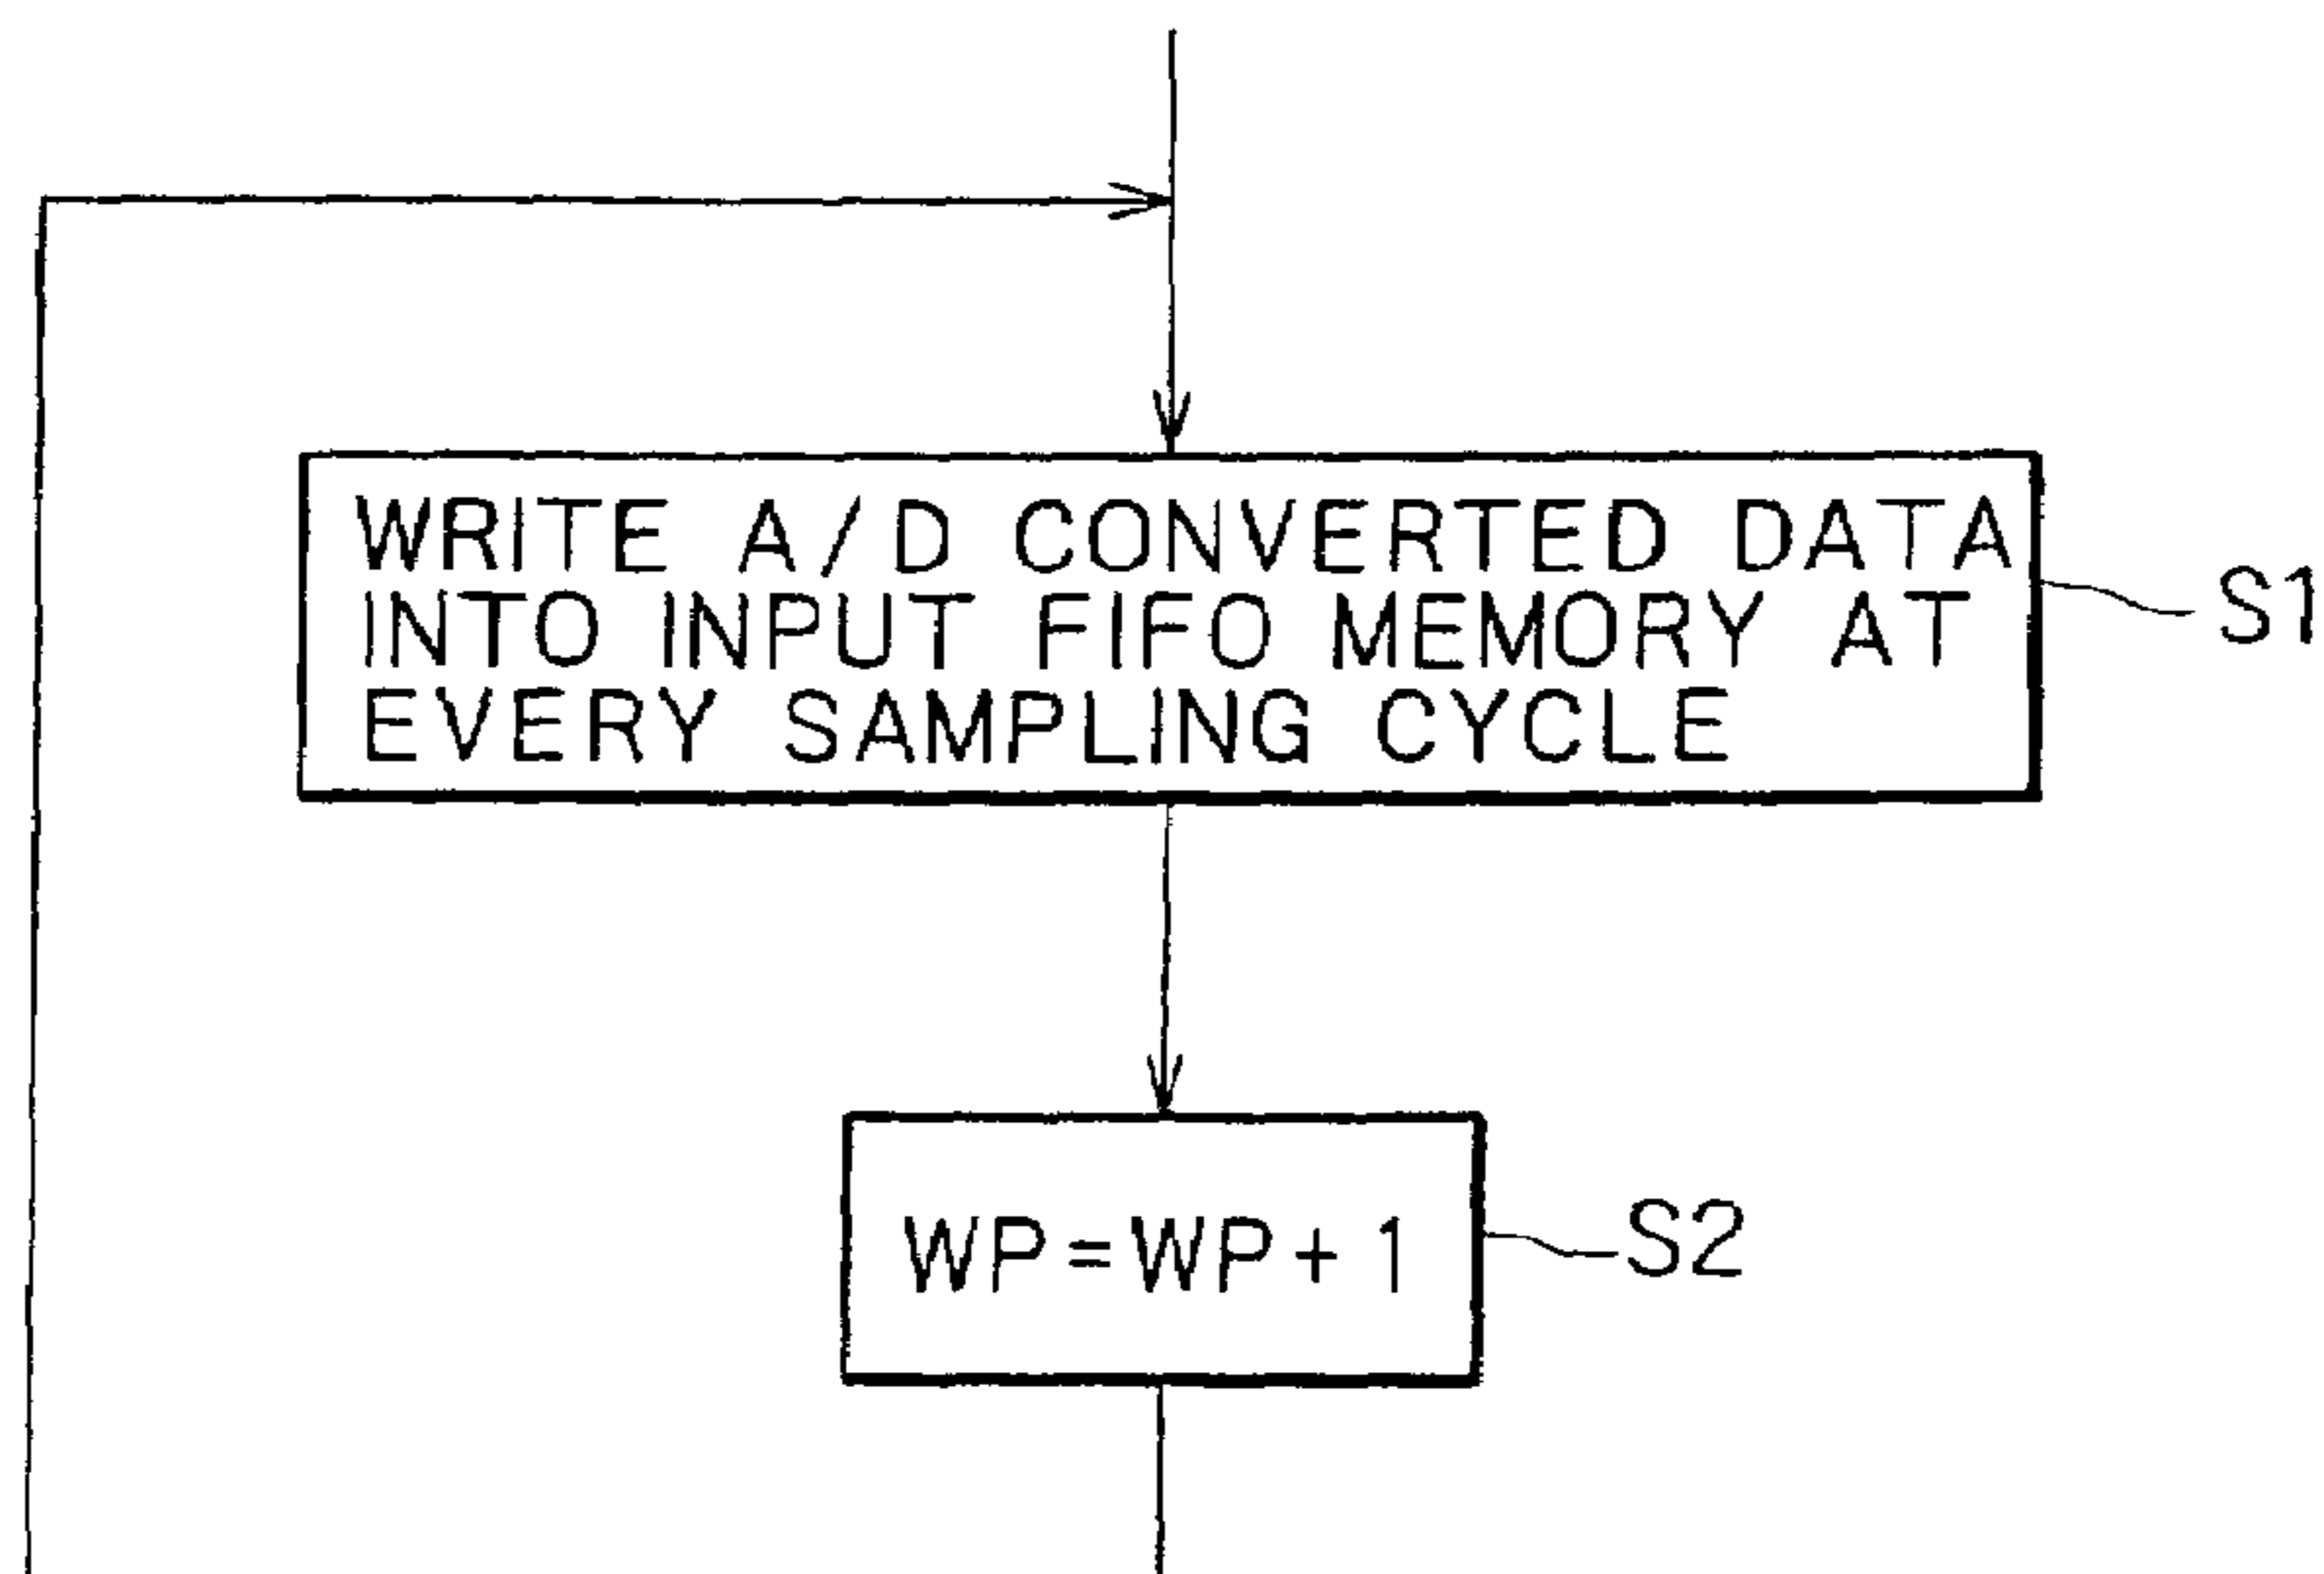 WRITE A/D CONVERTED DATA
INTO INPUT FIFO MEMORY AT
EVERY SAMPLING CYCLE
S1
WP=WP+1
S2